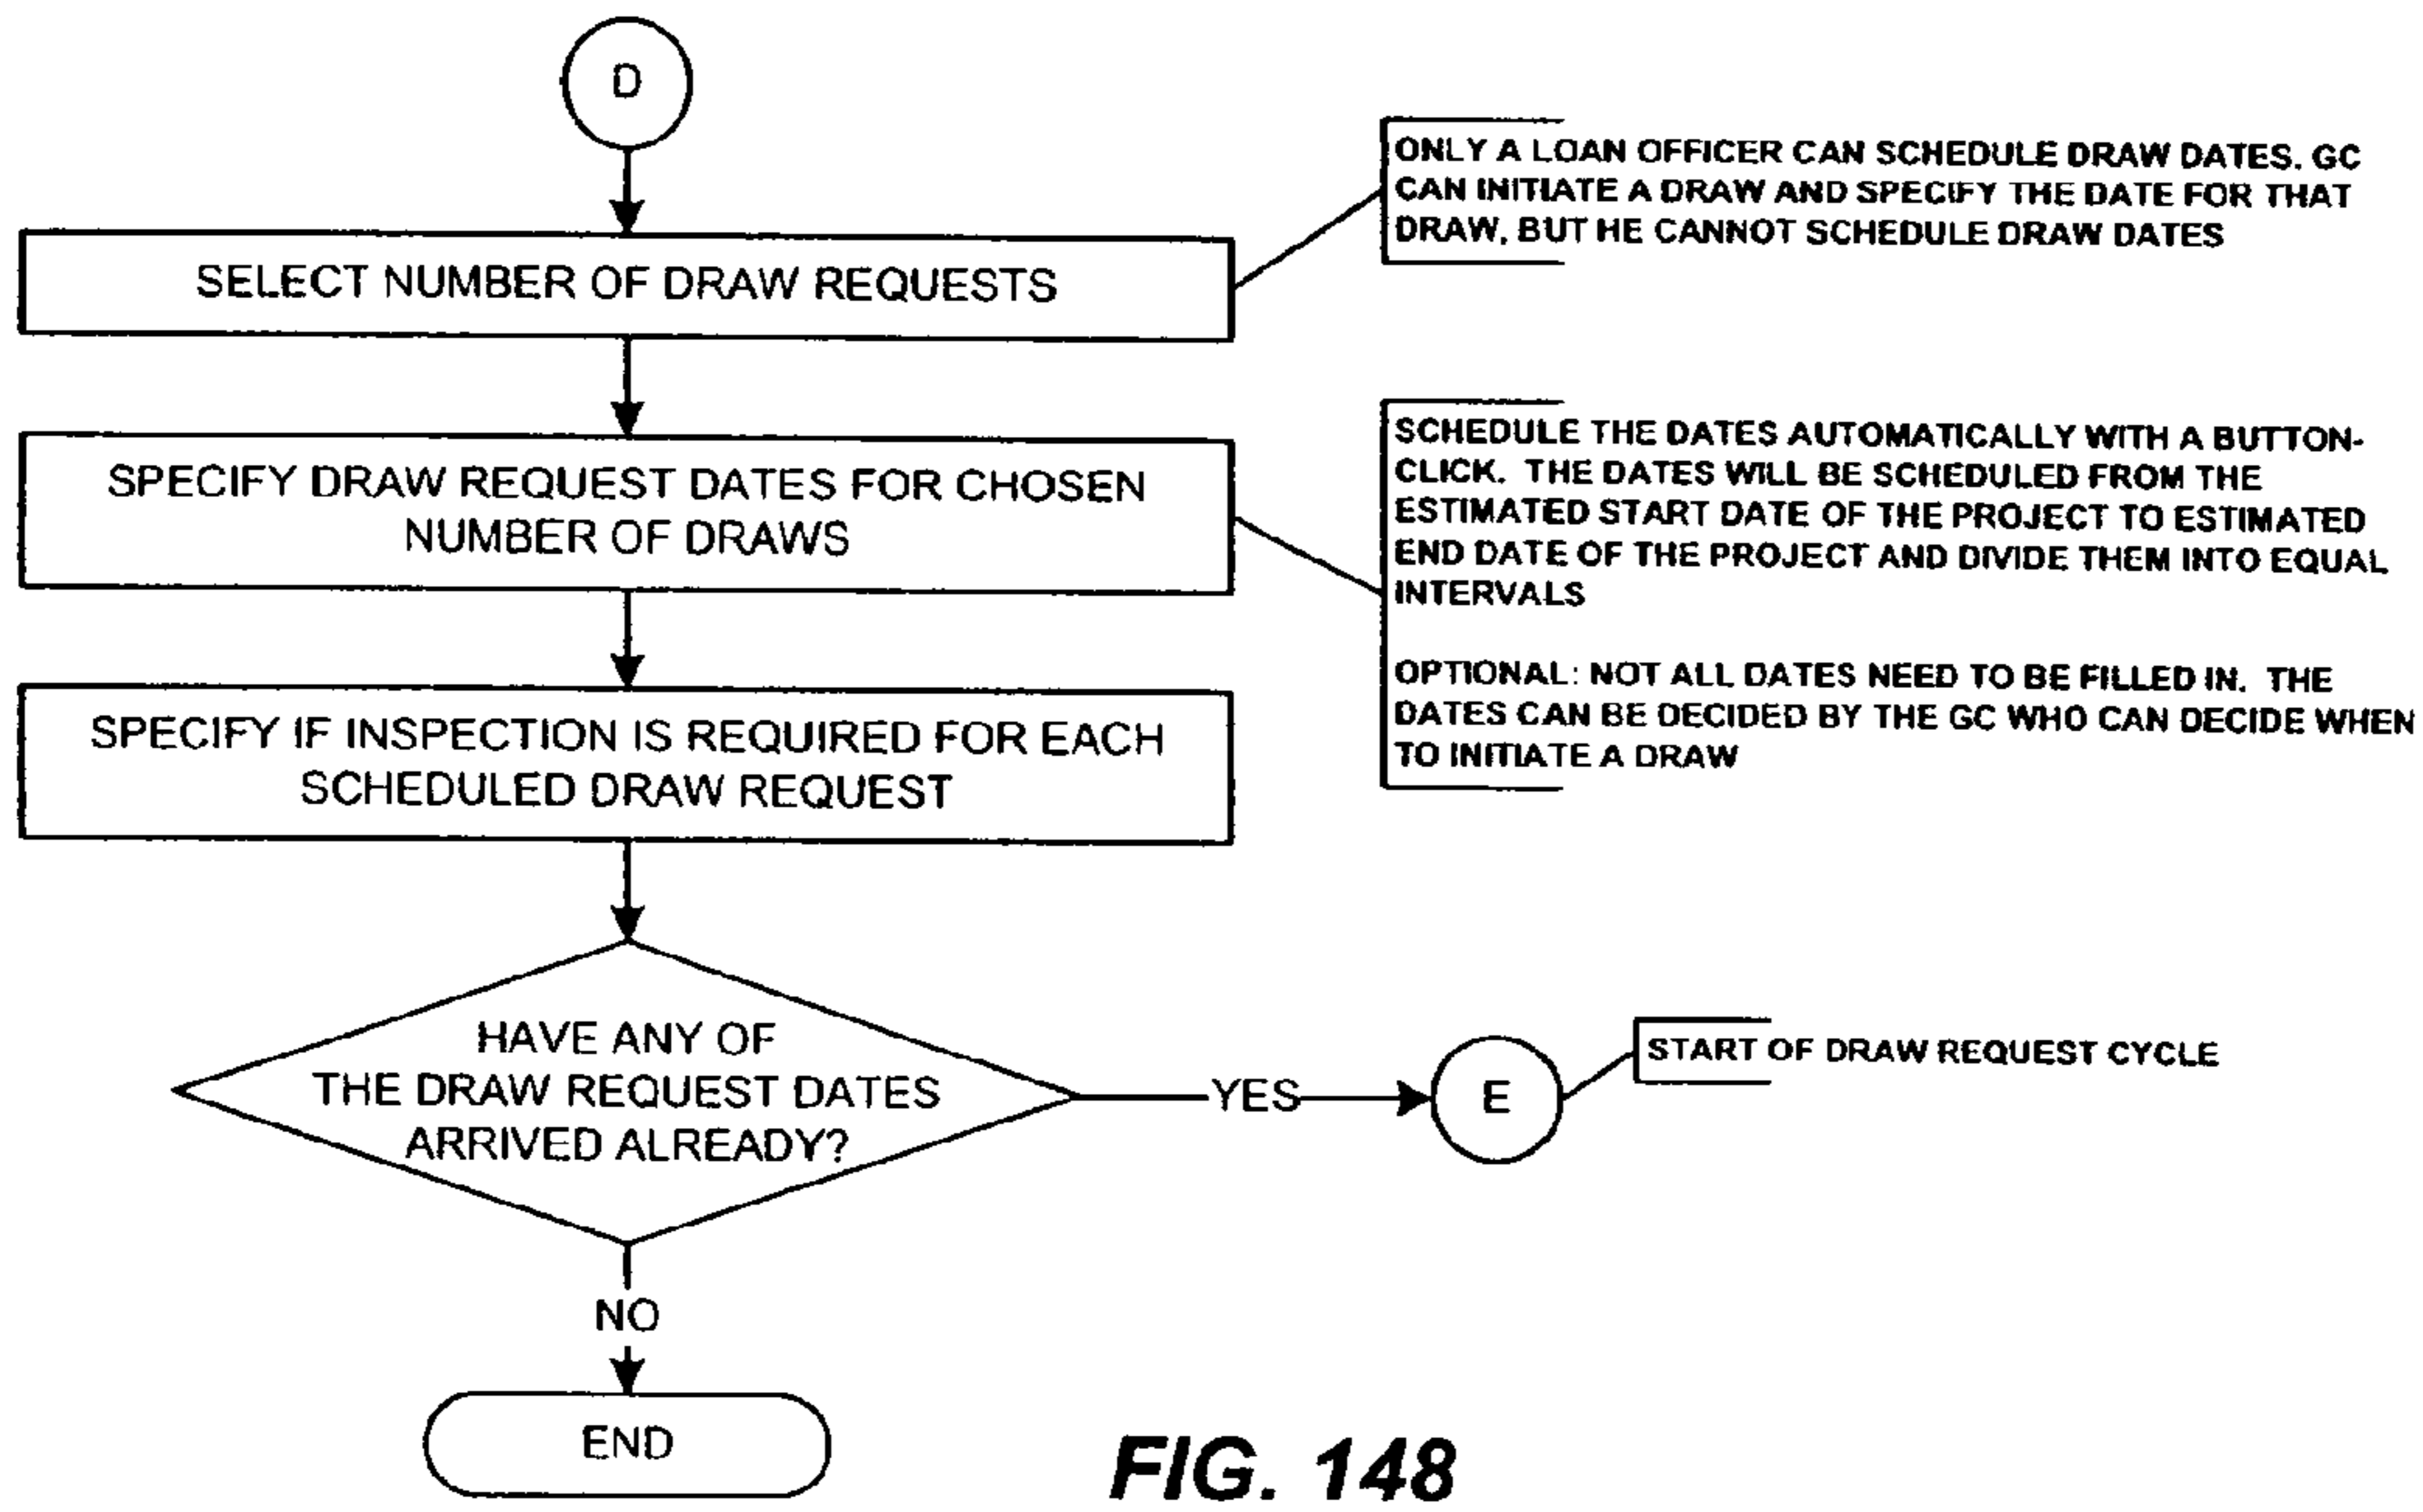 D
ONLY A LOAN OFFICER CAN SCHEDULE DRAW DATES. GC
CAN INITIATE A DRAW AND SPECIFY THE DATE FOR THAT
DRAW, BUT HE CANNOT SCHEDULE DRAW DATES
SELECT NUMBER OF DRAW REQUESTS
SCHEDULE THE DATES AUTOMATICALLY WITH A BUTTON-
CLICK. THE DATES WILL BE SCHEDULED FROM THE
ESTIMATED START DATE OF THE PROJECT TO ESTIMATED
END DATE OF THE PROJECT AND DIVIDE THEM INTO EQUAL
INTERVALS
OPTIONAL: NOT ALL DATES NEED TO BE FILLED IN. THE
DATES CAN BE DECIDED BY THE GC WHO CAN DECIDE WHEN
TO INITIATE A DRAW
SPECIFY DRAW REQUEST DATES FOR CHOSEN
NUMBER OF DRAWS
SPECIFY IF INSPECTION IS REQUIRED FOR EACH
SCHEDULED DRAW REQUEST
HAVE ANY OF
THE DRAW REQUEST DATES
ARRIVED ALREADY?
YES
E
START OF DRAW REQUEST CYCLE
NO
END
FIG. 148